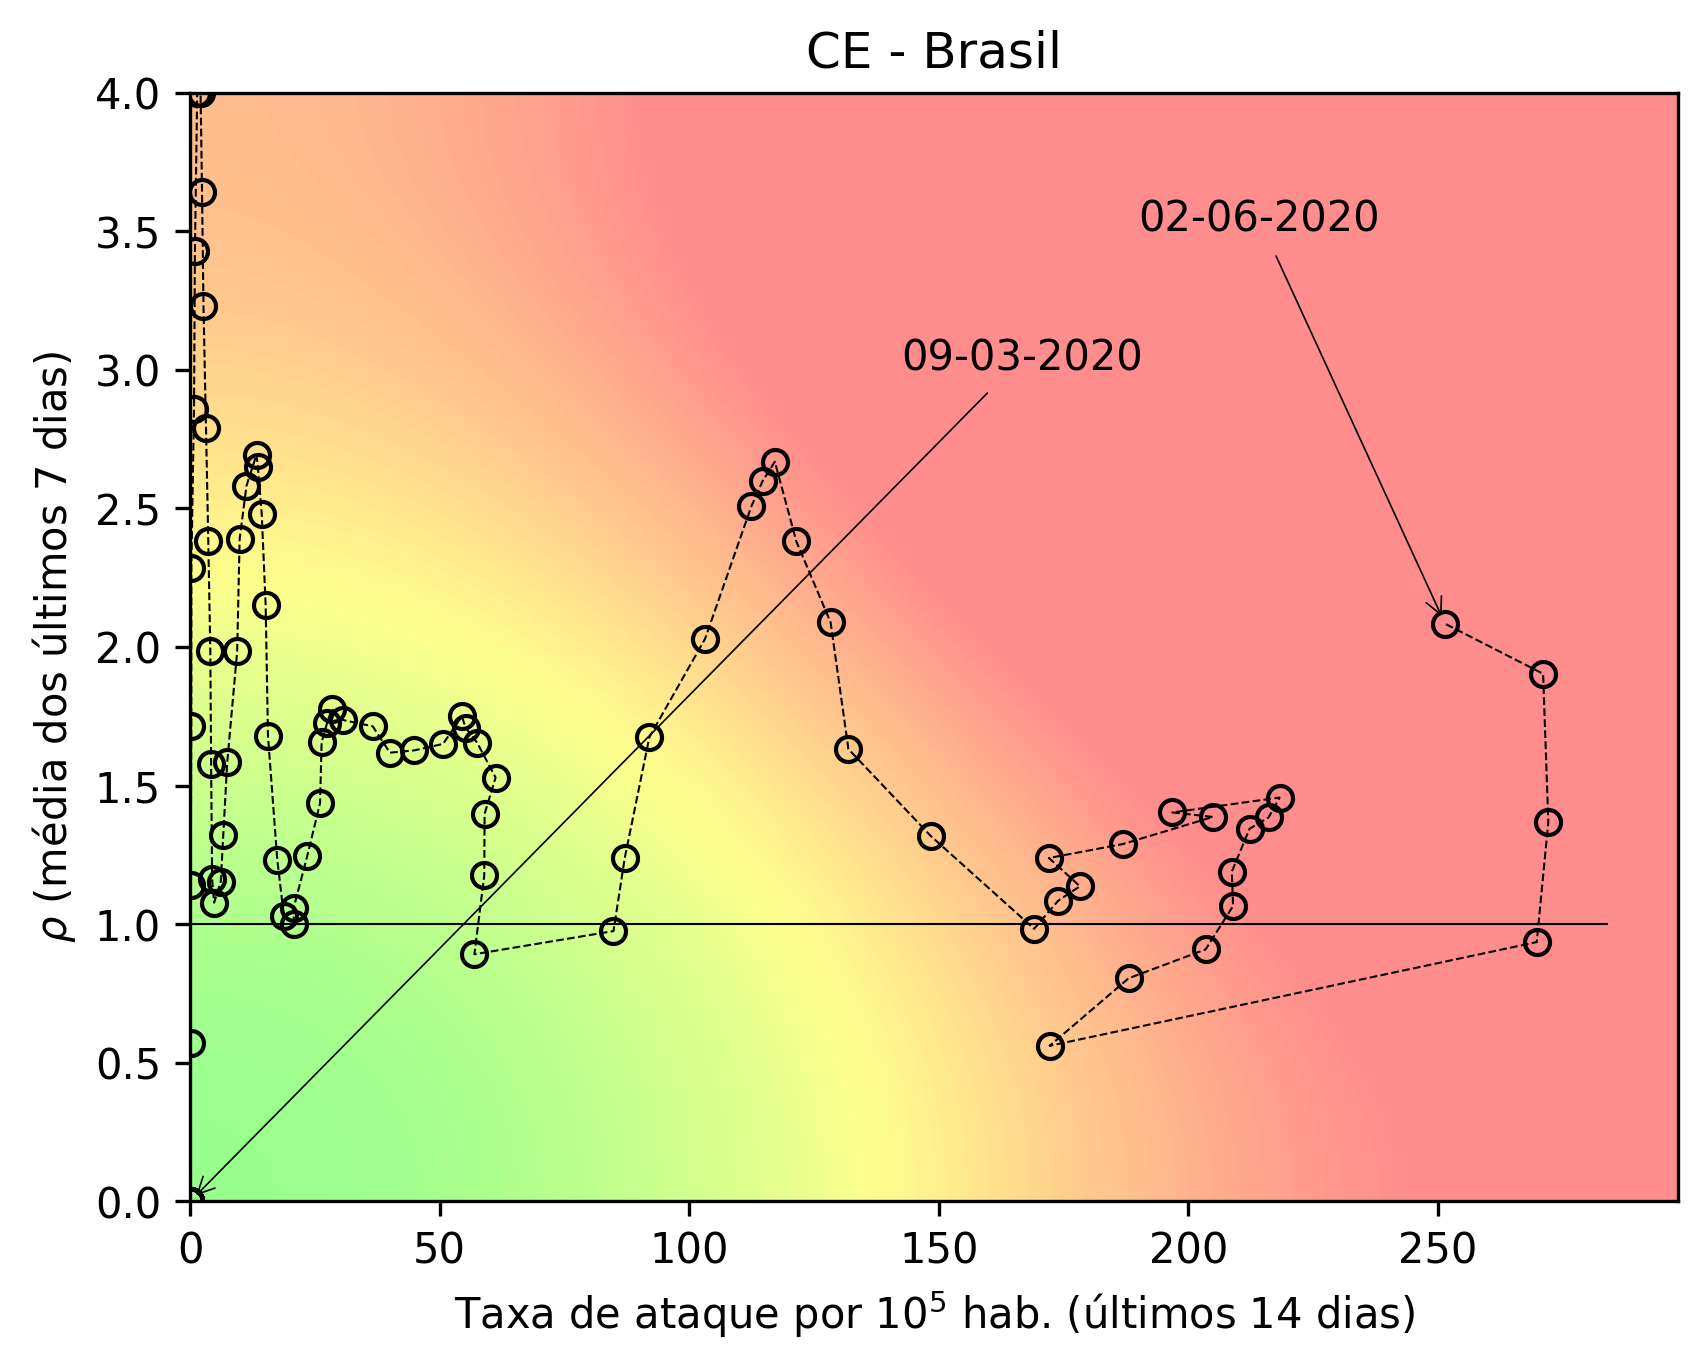 CE - Brasil
4.0
3.5
3.0
2.5
2.0
1.5
1.0
0.5
0.0
ρ (média dos últimos 7 dias)
02-06-2020
09-03-2020
0 50 100 150 200 250
Taxa de ataque por 10⁵ hab. (últimos 14 dias)